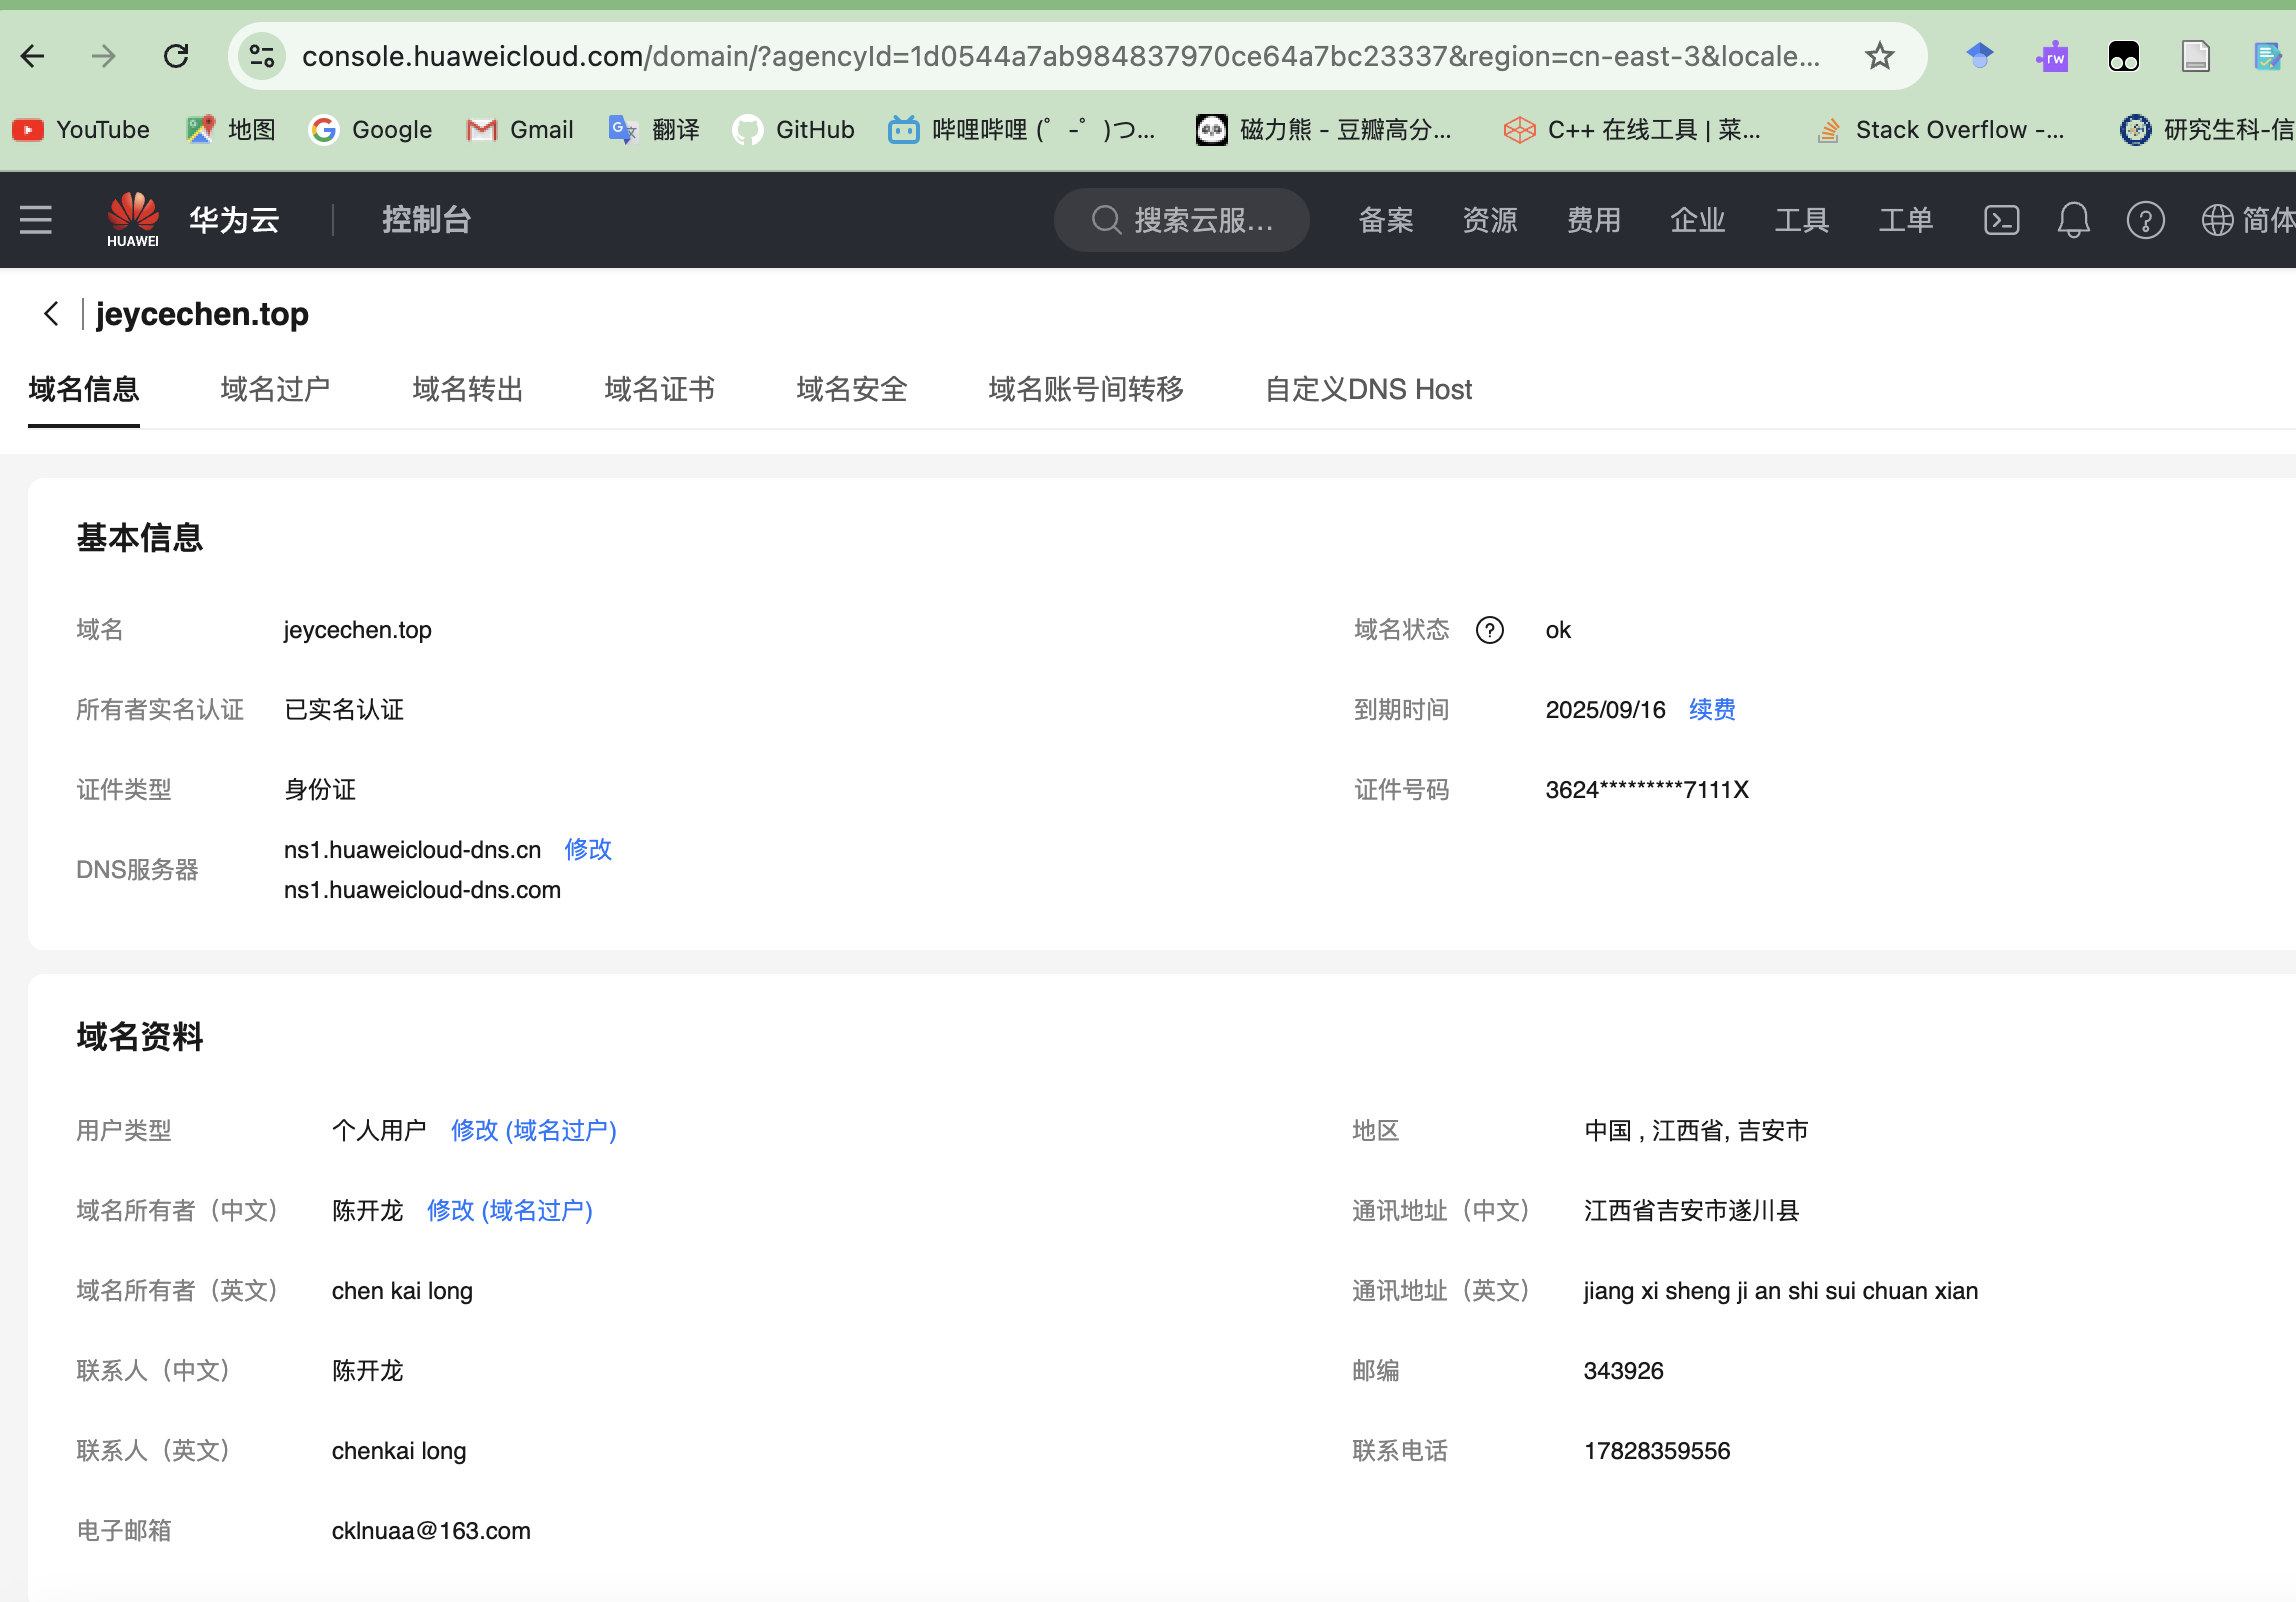 console.huaweicloud.com/domain/?agencyId=1d0544a7ab984837970ce64a7bc23337&region=cn-east-3&locale...
rw
YouTube 地图 Google Gmail 翻译 GitHub 哔哩哔哩 (゜-゜)つ... 磁力熊 - 豆瓣高分... C++ 在线工具 | 菜... Stack Overflow -... 研究生科-信
HUAWEI 华为云 控制台 搜索云服... 备案 资源 费用 企业 工具 工单 简体
jeycechen.top
域名信息 域名过户 域名转出 域名证书 域名安全 域名账号间转移 自定义DNS Host
基本信息
域名 jeycechen.top 域名状态 ok
所有者实名认证 已实名认证 到期时间 2025/09/16 续费
证件类型 身份证 证件号码 3624*********7111X
DNS服务器 ns1.huaweicloud-dns.cn 修改
ns1.huaweicloud-dns.com
域名资料
用户类型 个人用户 修改 (域名过户) 地区 中国 , 江西省, 吉安市
域名所有者（中文） 陈开龙 修改 (域名过户) 通讯地址（中文） 江西省吉安市遂川县
域名所有者（英文） chen kai long 通讯地址（英文） jiang xi sheng ji an shi sui chuan xian
联系人（中文） 陈开龙 邮编 343926
联系人（英文） chenkai long 联系电话 17828359556
电子邮箱 cklnuaa@163.com